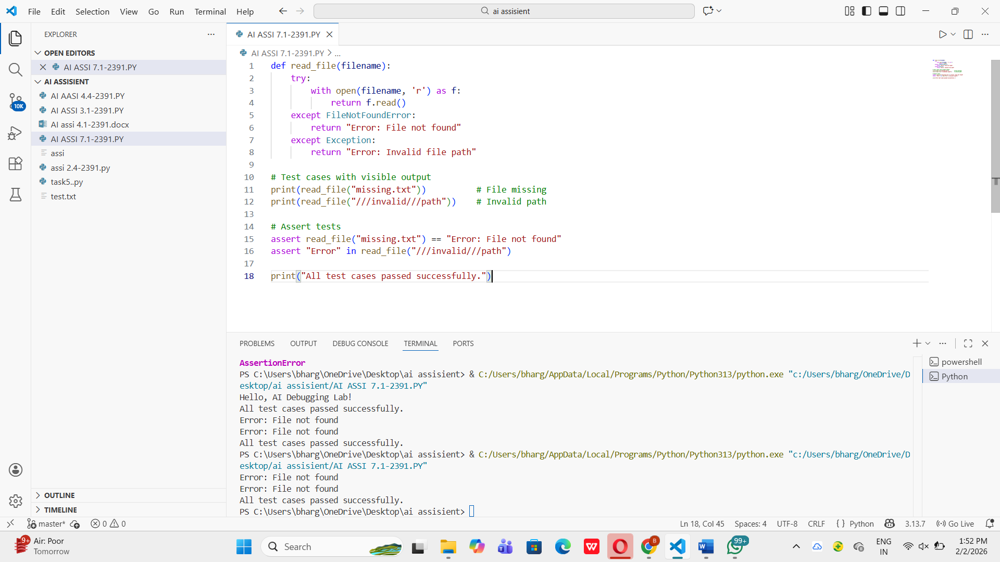 File Edit Selection View Go Run Terminal Help
ai assisient
EXPLORER
OPEN EDITORS
AI ASSI 7.1-2391.PY
AI ASSISIENT
AI AASI 4.4-2391.PY
AI ASSI 3.1-2391.PY
AI assi 4.1-2391.docx
AI ASSI 7.1-2391.PY
assi
assi 2.4-2391.py
task5..py
test.txt
OUTLINE
TIMELINE
10K
AI ASSI 7.1-2391.PY
AI ASSI 7.1-2391.PY > ...
1 def read_file(filename):
2     try:
3         with open(filename, 'r') as f:
4             return f.read()
5     except FileNotFoundError:
6         return "Error: File not found"
7     except Exception:
8         return "Error: Invalid file path"
9
10 # Test cases with visible output
11 print(read_file("missing.txt"))          # File missing
12 print(read_file("///invalid///path"))    # Invalid path
13
14 # Assert tests
15 assert read_file("missing.txt") == "Error: File not found"
16 assert "Error" in read_file("///invalid///path")
17
18 print("All test cases passed successfully.")
PROBLEMS OUTPUT DEBUG CONSOLE TERMINAL PORTS
AssertionError
PS C:\Users\bharg\OneDrive\Desktop\ai assisient> & C:/Users/bharg/AppData/Local/Programs/Python/Python313/python.exe "c:/Users/bharg/OneDrive/D
esktop/ai assisient/AI ASSI 7.1-2391.PY"
Hello, AI Debugging Lab!
All test cases passed successfully.
Error: File not found
Error: File not found
All test cases passed successfully.
PS C:\Users\bharg\OneDrive\Desktop\ai assisient> & C:/Users/bharg/AppData/Local/Programs/Python/Python313/python.exe "c:/Users/bharg/OneDrive/D
esktop/ai assisient/AI ASSI 7.1-2391.PY"
Error: File not found
Error: File not found
All test cases passed successfully.
PS C:\Users\bharg\OneDrive\Desktop\ai assisient>
powershell
Python
master* 0 0 Ln 18, Col 45 Spaces: 4 UTF-8 CRLF { } Python 3.13.7 Go Live
9+
Air: Poor
Tomorrow
Search
B
99+
ENG
IN
1:52 PM
2/2/2026